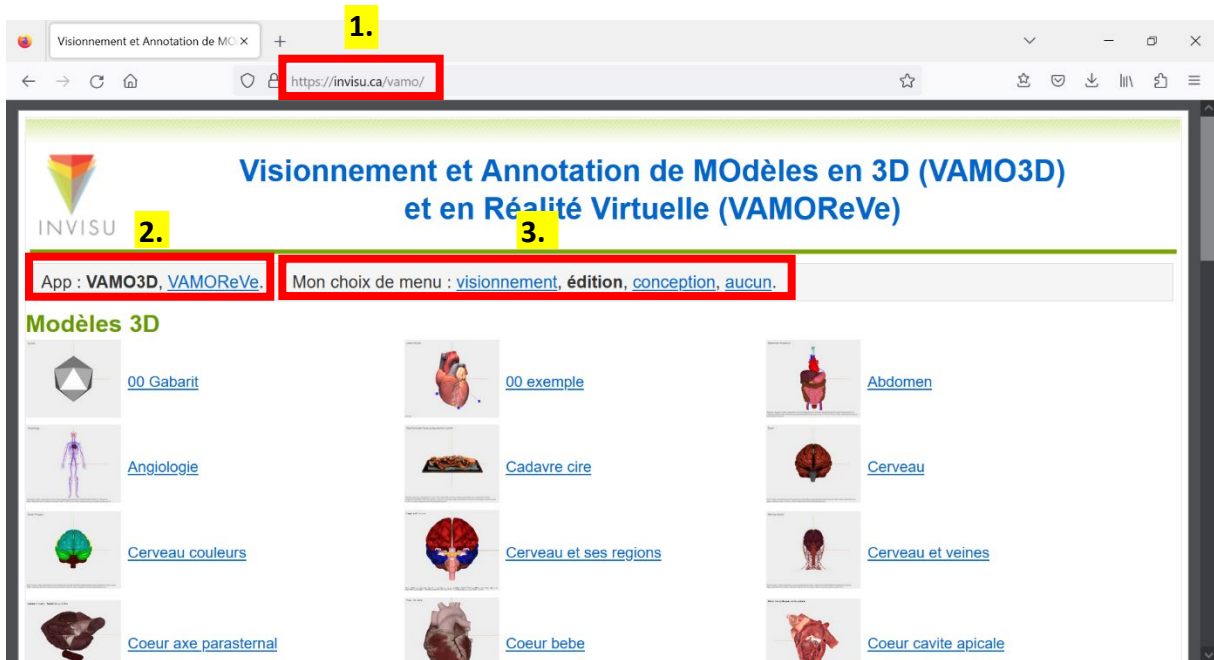 1.
Visionnement et Annotation de MO
https://invisu.ca/vamo/
Visionnement et Annotation de MOdèles en 3D (VAMO3D)
et en Réalité Virtuelle (VAMOReVe)
INVISU
2.
3.
App : VAMO3D, VAMOReVe.
Mon choix de menu : visionnement, édition, conception, aucun.
Modèles 3D
00 Gabarit
00 exemple
Abdomen
Angiologie
Cadavre cire
Cerveau
Cerveau couleurs
Cerveau et ses regions
Cerveau et veines
Coeur axe parasternal
Coeur bebe
Coeur cavite apicale